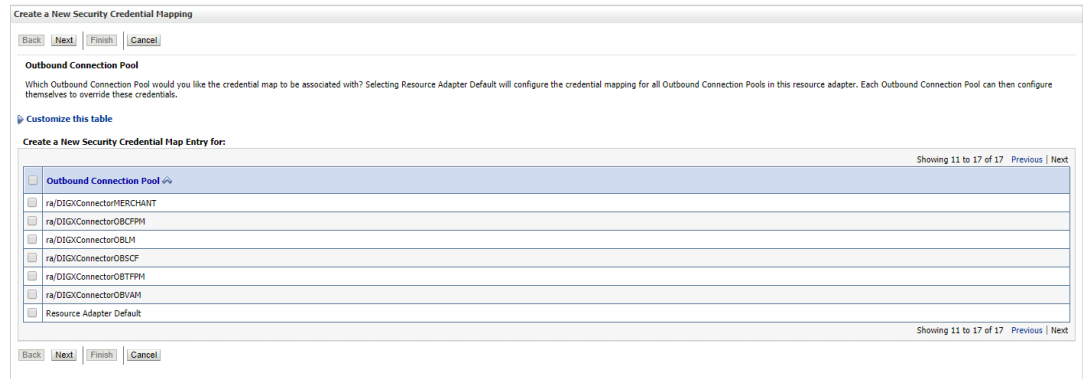 Create a New Security Credential Mapping
Back Next Finish Cancel
Outbound Connection Pool
Which Outbound Connection Pool would you like the credential map to be associated with? Selecting Resource Adapter Default will configure the credential mapping for all Outbound Connection Pools in this resource adapter. Each Outbound Connection Pool can then configure
themselves to override these credentials.
Customize this table
Create a New Security Credential Map Entry for:
Showing 11 to 17 of 17 Previous | Next
Outbound Connection Pool
ra/DIGXConnectorMERCHANT
ra/DIGXConnectorOBCFPM
ra/DIGXConnectorOBLM
ra/DIGXConnectorOBSCF
ra/DIGXConnectorOBTFPM
ra/DIGXConnectorOBVAM
Resource Adapter Default
Showing 11 to 17 of 17 Previous | Next
Back Next Finish Cancel